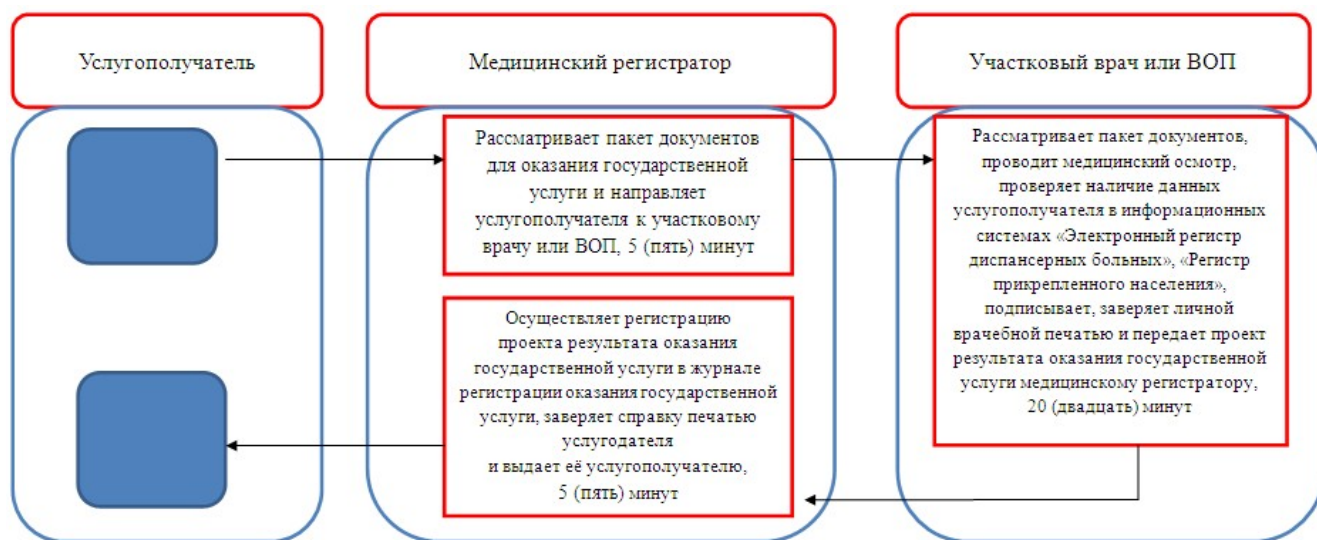 Услугополучатель
Медицинский регистратор
Участковый врач или ВОП
Рассматривает пакет документов
для оказания государственной
услуги и направляет
услугополучателя к участковому
врачу или ВОП, 5 (пять) минут
Рассматривает пакет документов,
проводит медицинский осмотр,
проверяет наличие данных
услугополучателя в информационных
системах «Электронный регистр
диспансерных больных», «Регистр
прикрепленного населения»,
подписывает, заверяет личной
врачебной печатью и передает проект
результата оказания государственной
услуги медицинскому регистратору,
20 (двадцать) минут
Осуществляет регистрацию
проекта результата оказания
государственной услуги в журнале
регистрации оказания государственной
услуги, заверяет справку печатью
услугодателя
и выдает её услугополучателю,
5 (пять) минут